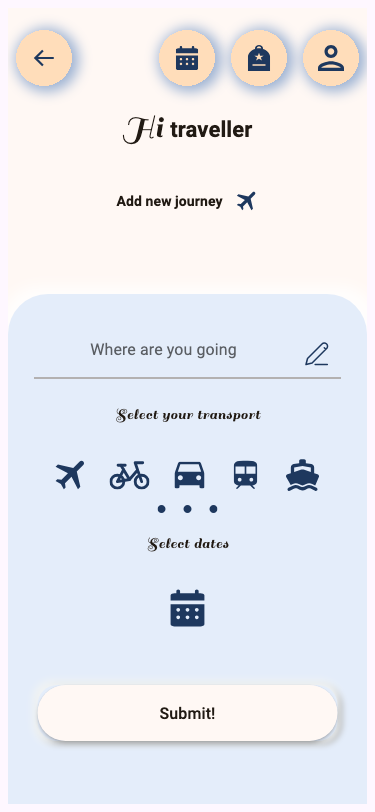 Hi traveller
Add new journey
Where are you going
Select your transport
Select dates
Submit!